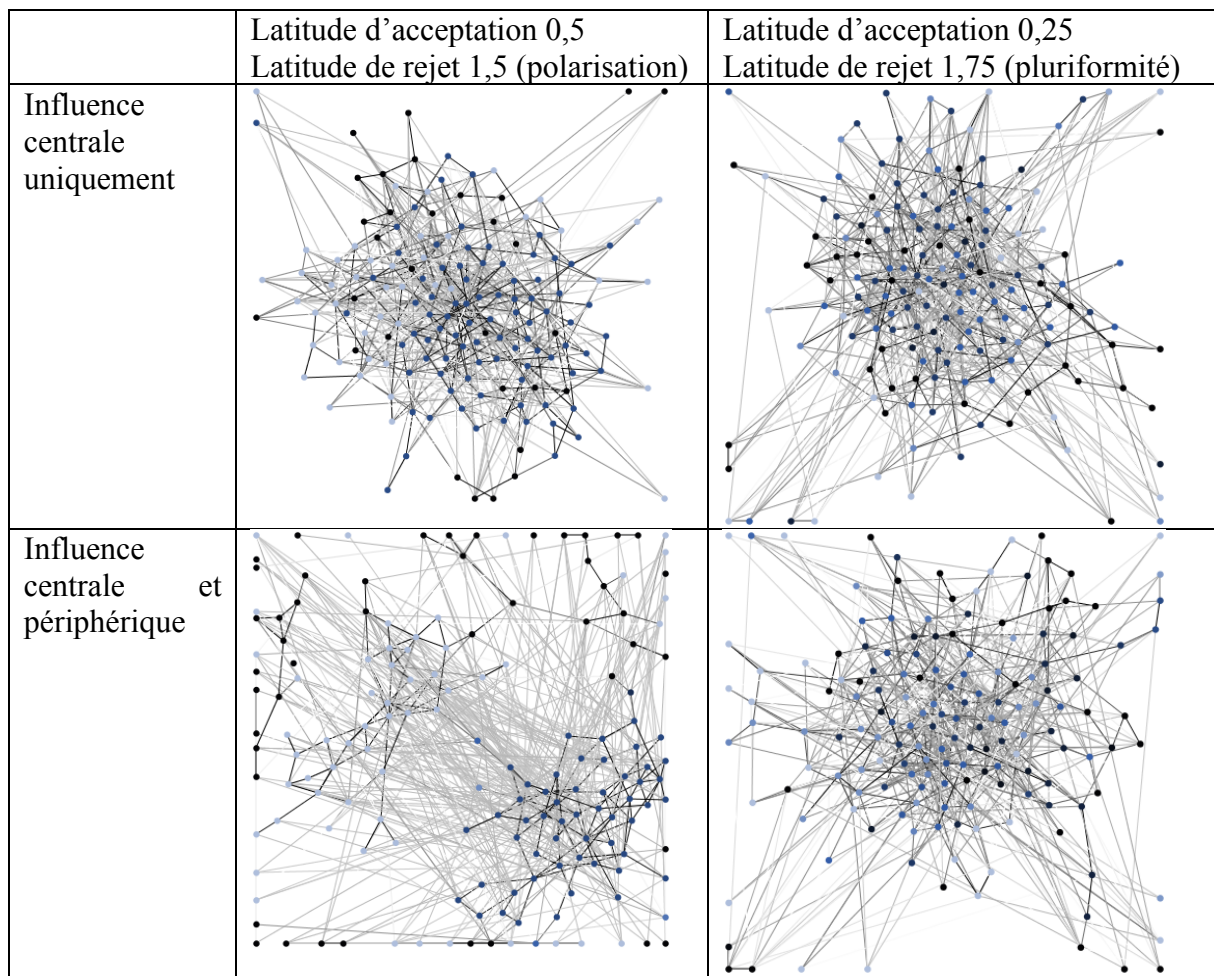 Latitude d’acceptation 0,5
Latitude de rejet 1,5 (polarisation)
Latitude d’acceptation 0,25
Latitude de rejet 1,75 (pluriformité)
Influence
centrale
uniquement
Influence
centrale et
périphérique